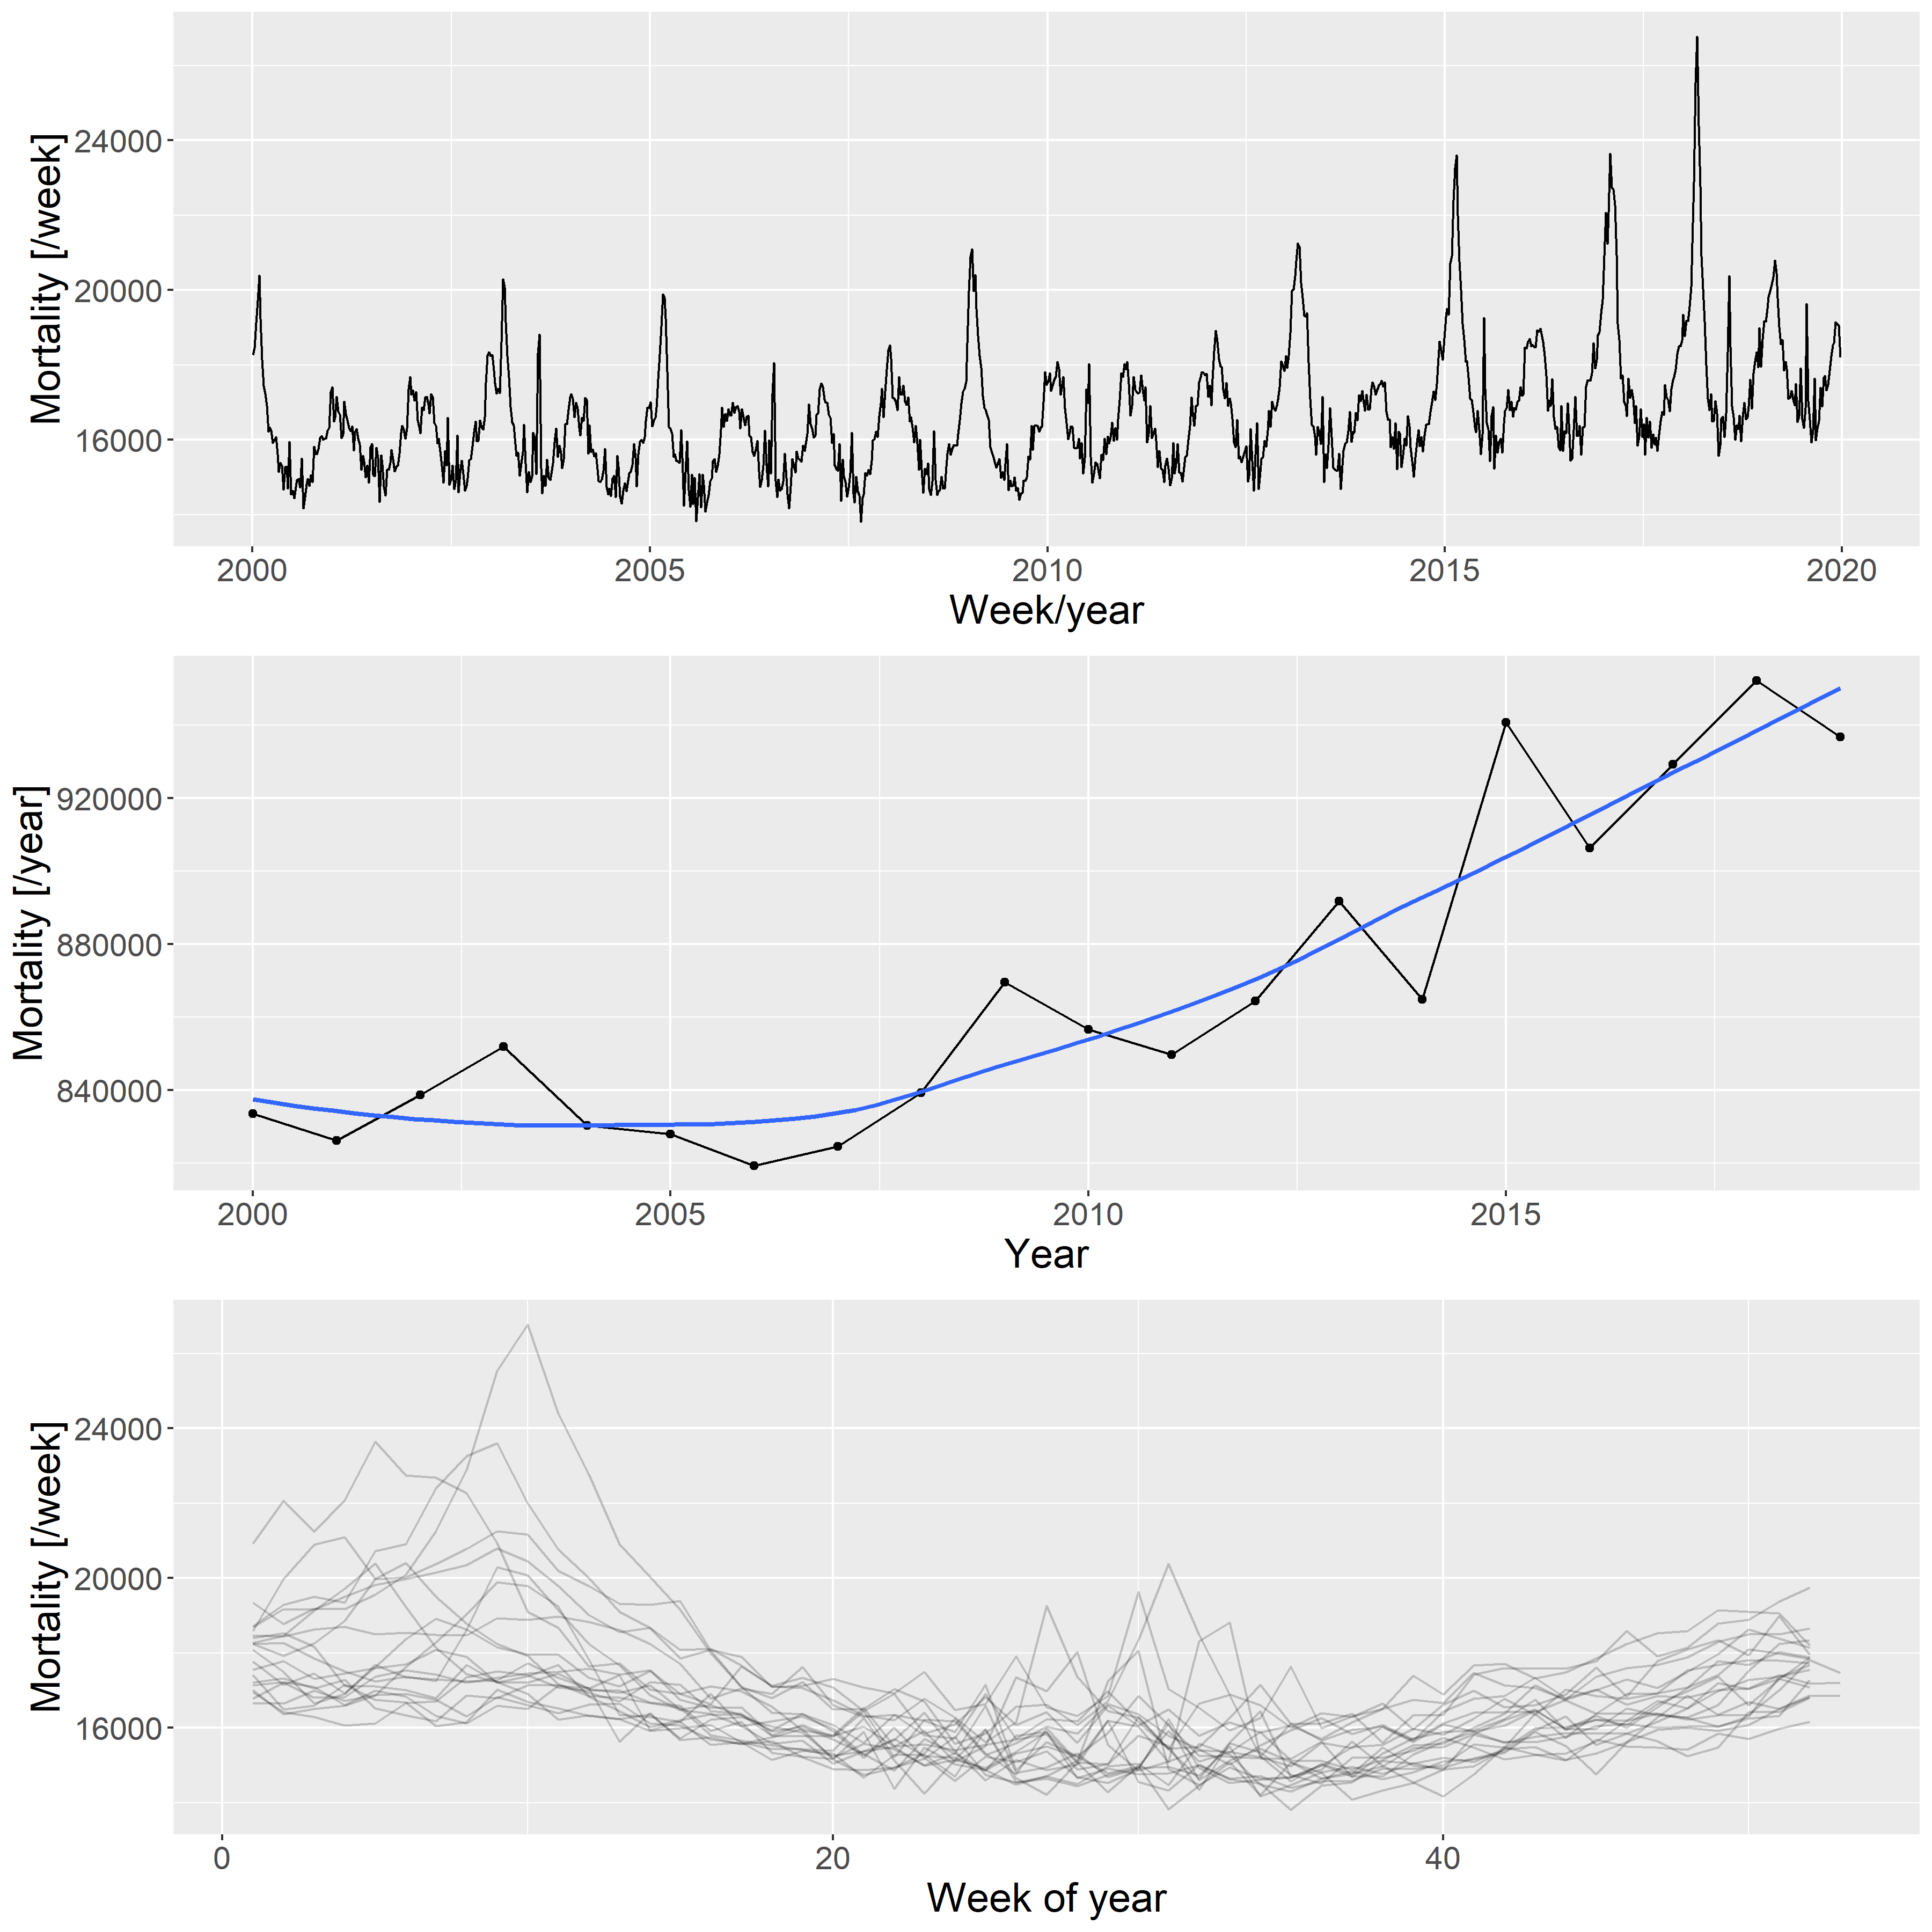 Mortality [/week]
24000
20000
16000
2000 2005 2010 2015 2020
Week/year
Mortality [/year]
920000
880000
840000
2000 2005 2010 2015
Year
Mortality [/week]
24000
20000
16000
0 20 40
Week of year